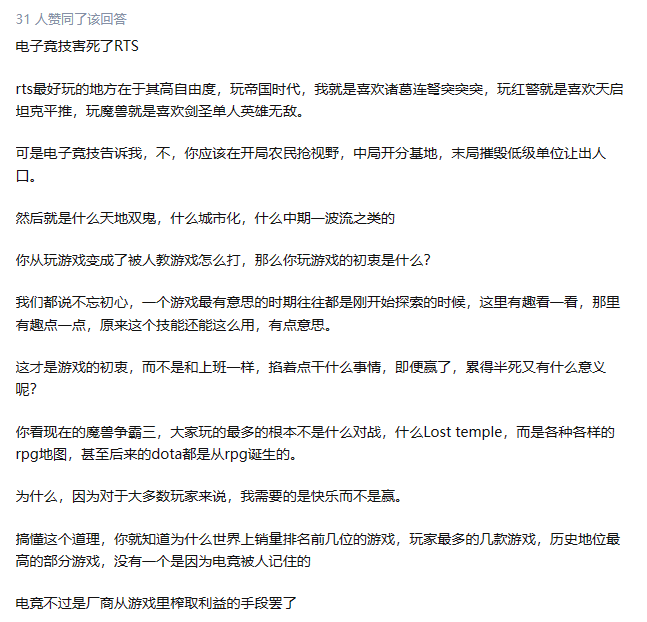 31 人赞同了该回答
电子竞技害死了RTS
rts最好玩的地方在于其高自由度，玩帝国时代，我就是喜欢诸葛连弩突突突，玩红警就是喜欢天启
坦克平推，玩魔兽就是喜欢剑圣单人英雄无敌。
可是电子竞技告诉我，不，你应该在开局农民抢视野，中局开分基地，末局摧毁低级单位让出人
口。
然后就是什么天地双鬼，什么城市化，什么中期一波流之类的
你从玩游戏变成了被人教游戏怎么打，那么你玩游戏的初衷是什么?
我们都说不忘初心，一个游戏最有意思的时期往往都是刚开始探索的时候，这里有趣看一看，那里
有趣点一点，原来这个技能还能这么用，有点意思。
这才是游戏的初衷，而不是和上班一样，掐着点干什么事情，即便赢了，累得半死又有什么意义
呢?
你看现在的魔兽争霸三，大家玩的最多的根本不是什么对战，什么Lost temple，而是各种各样的
rpg地图，甚至后来的dota都是从rpg诞生的。
为什么，因为对于大多数玩家来说，我需要的是快乐而不是赢。
搞懂这个道理，你就知道为什么世界上销量排名前几位的游戏，玩家最多的几款游戏，历史地位最
高的部分游戏，没有一个是因为电竞被人记住的
电竞不过是厂商从游戏里榨取利益的手段罢了